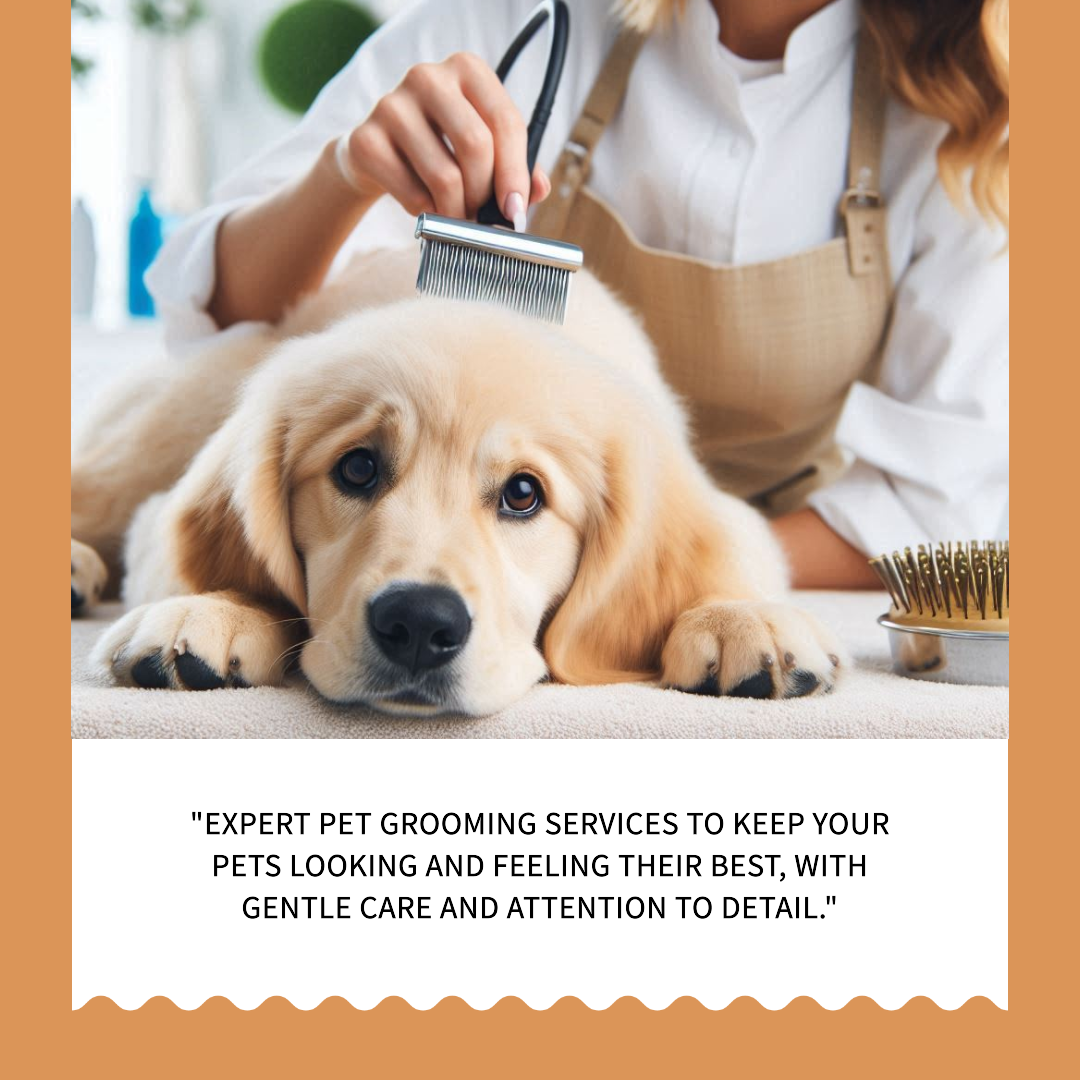 "EXPERT PET GROOMING SERVICES TO KEEP YOUR
PETS LOOKING AND FEELING THEIR BEST, WITH
GENTLE CARE AND ATTENTION TO DETAIL."